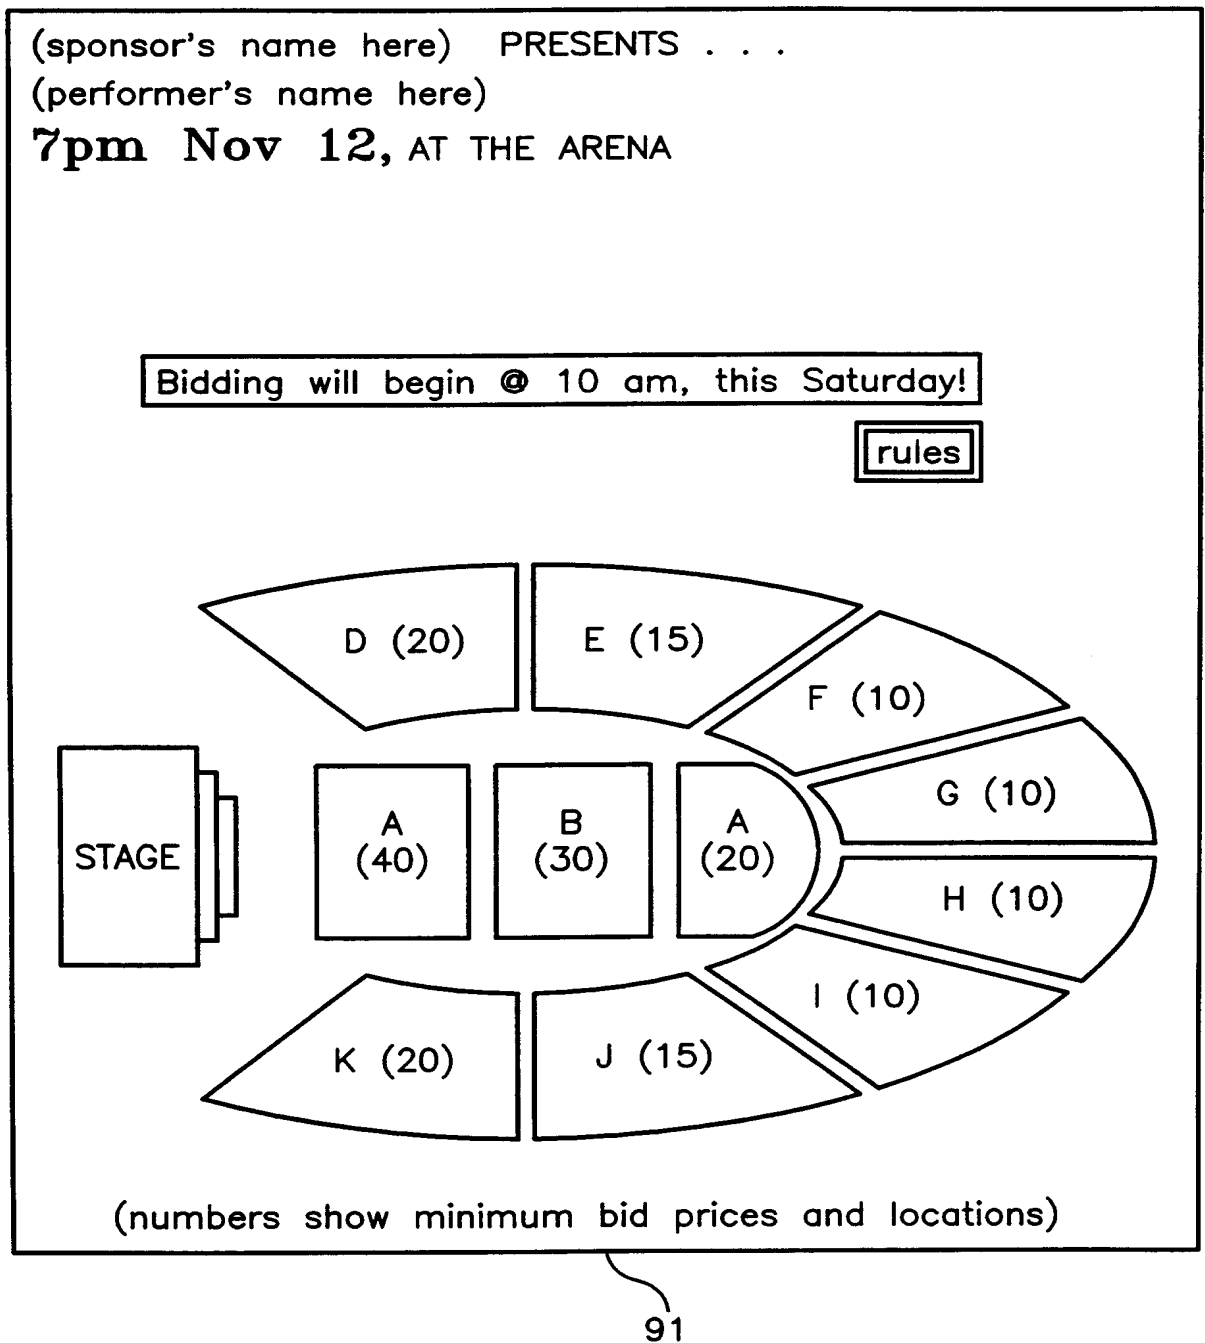 (sponsor's name here) PRESENTS . . .
(performer's name here)
7pm Nov 12, AT THE ARENA
Bidding will begin @ 10 am, this Saturday!
rules
D (20)
E (15)
F (10)
G (10)
STAGE
A
(40)
B
(30)
A
(20)
H (10)
I (10)
K (20)
J (15)
(numbers show minimum bid prices and locations)
91